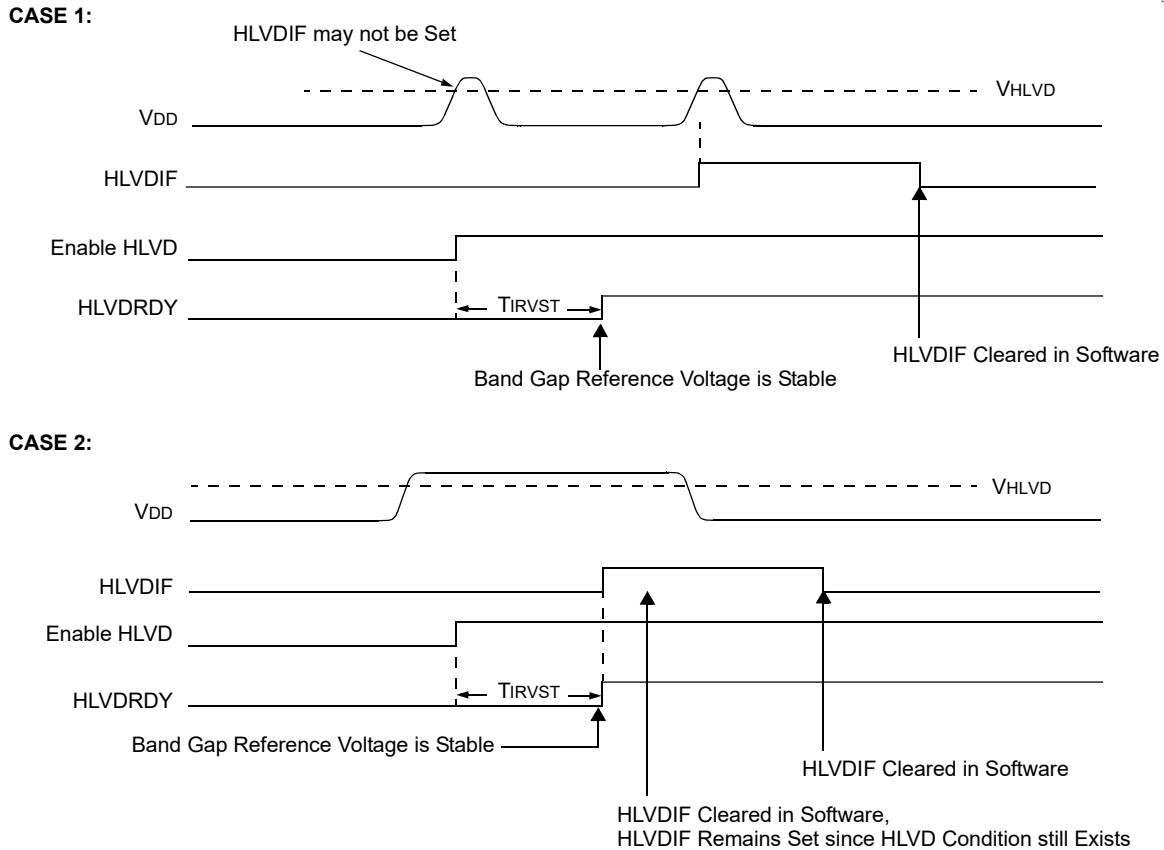 CASE 1:
HLVDIF may not be Set
VHLVD
VDD
HLVDIF
Enable HLVD
HLVDRDY
TIRVST
HLVDIF Cleared in Software
Band Gap Reference Voltage is Stable
CASE 2:
VHLVD
VDD
HLVDIF
Enable HLVD
HLVDRDY
TIRVST
Band Gap Reference Voltage is Stable
HLVDIF Cleared in Software
HLVDIF Cleared in Software,
HLVDIF Remains Set since HLVD Condition still Exists